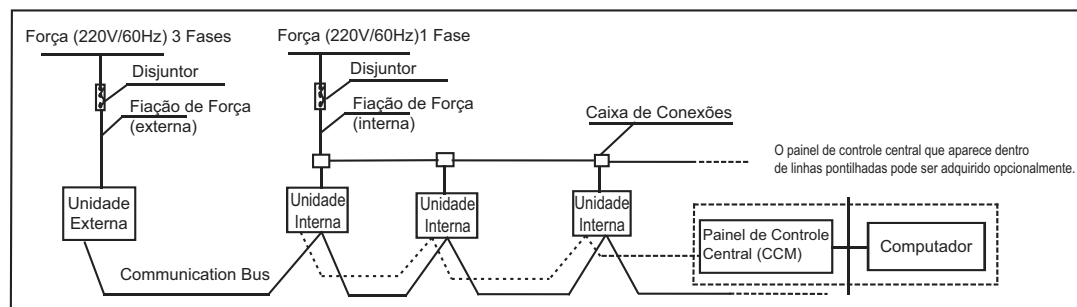 Força (220V/60Hz) 3 Fases
Disjuntor
Fiação de Força
(externa)
Força (220V/60Hz)1 Fase
Disjuntor
Fiação de Força
(interna)
Caixa de Conexões
O painel de controle central que aparece dentro
de linhas pontilhadas pode ser adquirido opcionalmente.
Unidade
Externa
Unidade
Interna
Unidade
Interna
Unidade
Interna
Painel de Controle
Central (CCM)
Computador
Communication Bus